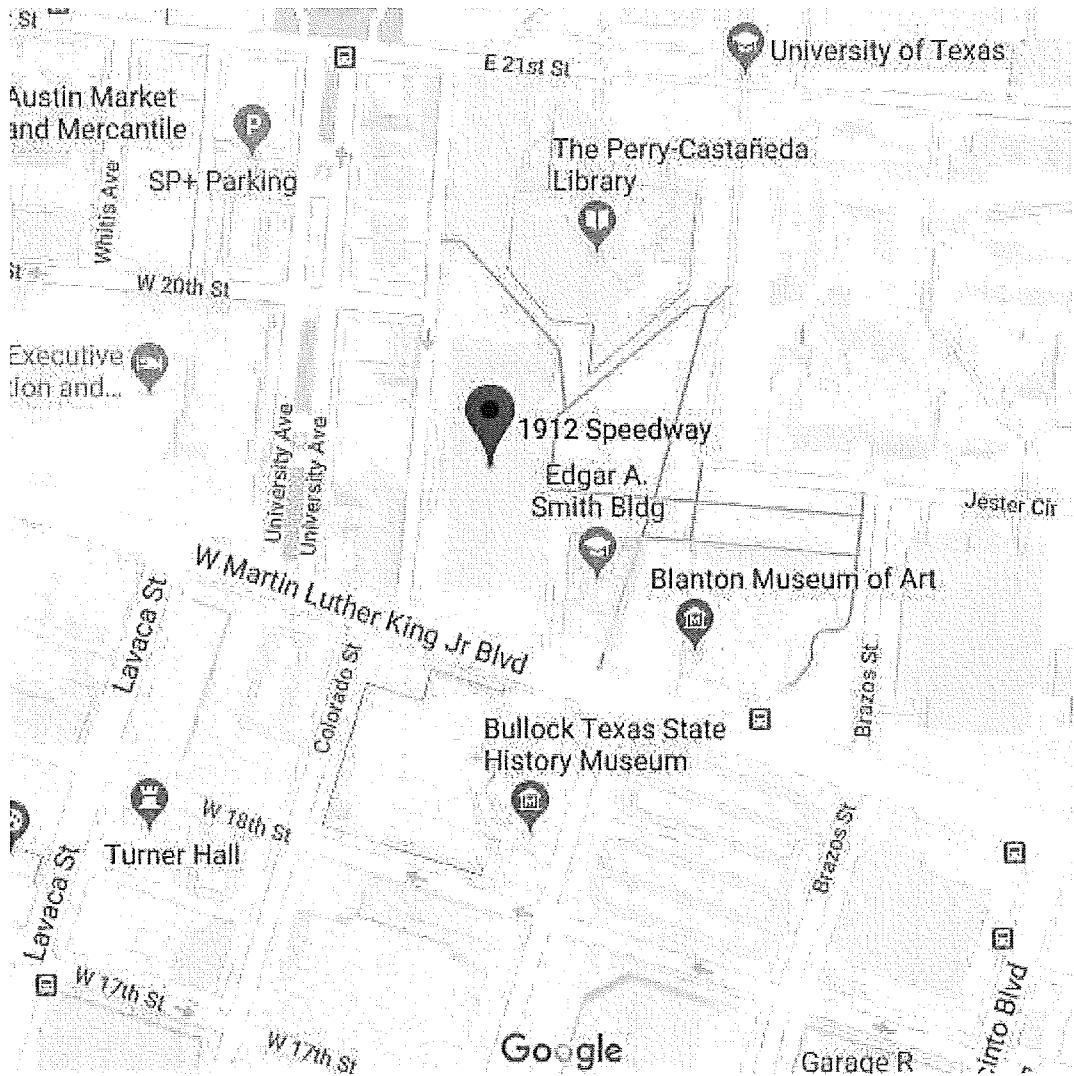 St
E 21st St
University of Texas
Austin Market
and Mercantile
P
SP+ Parking
The Perry-Castañeda
Library
Whitis Ave
St
W 20th St
Executive
tion and...
1912 Speedway
University Ave
University Ave
Edgar A.
Smith Bldg
Jester Cir
W Martin Luther King Jr Blvd
Blanton Museum of Art
Lavaca St
Colorado St
Brazos St
Bullock Texas State
History Museum
W 18th St
Turner Hall
Brazos St
Lavaca St
W 17th St
W 17th St
Google
Garage R
cinto Blvd